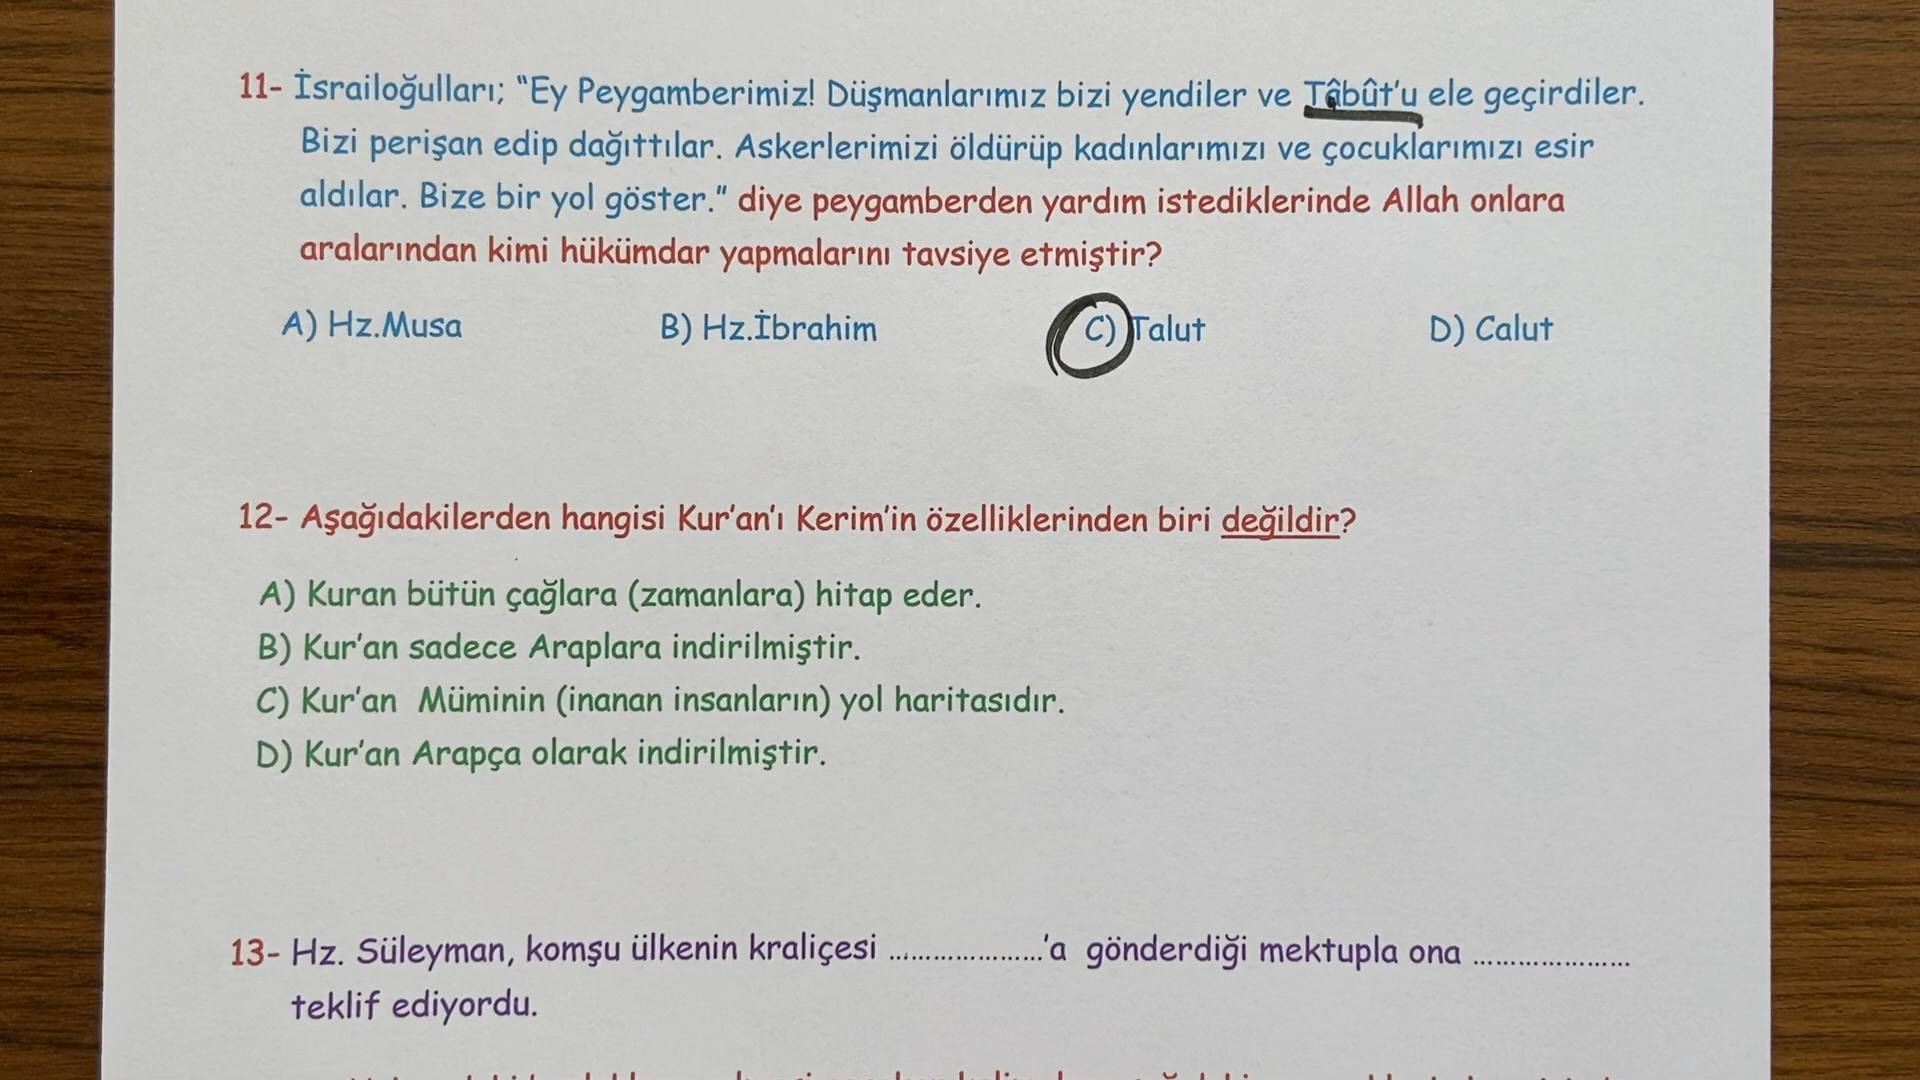 11- İsrailoğulları; "Ey Peygamberimiz! Düşmanlarımız bizi yendiler ve Tâbût'u ele geçirdiler.
Bizi perişan edip dağıttılar. Askerlerimizi öldürüp kadınlarımızı ve çocuklarımızı esir
aldılar. Bize bir yol göster." diye peygamberden yardım istediklerinde Allah onlara
aralarından kimi hükümdar yapmalarını tavsiye etmiştir?
A) Hz.Musa B) Hz.İbrahim C) Talut D) Calut
12- Aşağıdakilerden hangisi Kur'an'ı Kerim'in özelliklerinden biri değildir?
A) Kuran bütün çağlara (zamanlara) hitap eder.
B) Kur'an sadece Araplara indirilmiştir.
C) Kur'an Müminin (inanan insanların) yol haritasıdır.
D) Kur'an Arapça olarak indirilmiştir.
13- Hz. Süleyman, komşu ülkenin kraliçesi ....................'a gönderdiği mektupla ona .....................
teklif ediyordu.